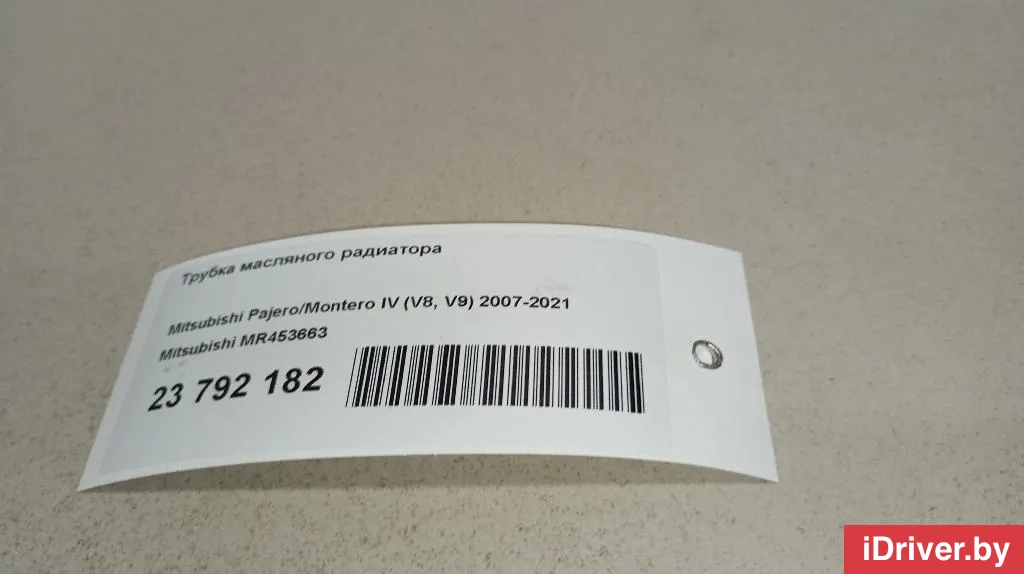 Трубка масляного радиатора
Mitsubishi Pajero/Montero IV (V8, V9) 2007-2021
Mitsubishi MR453663
23 792 182
iDriver.by